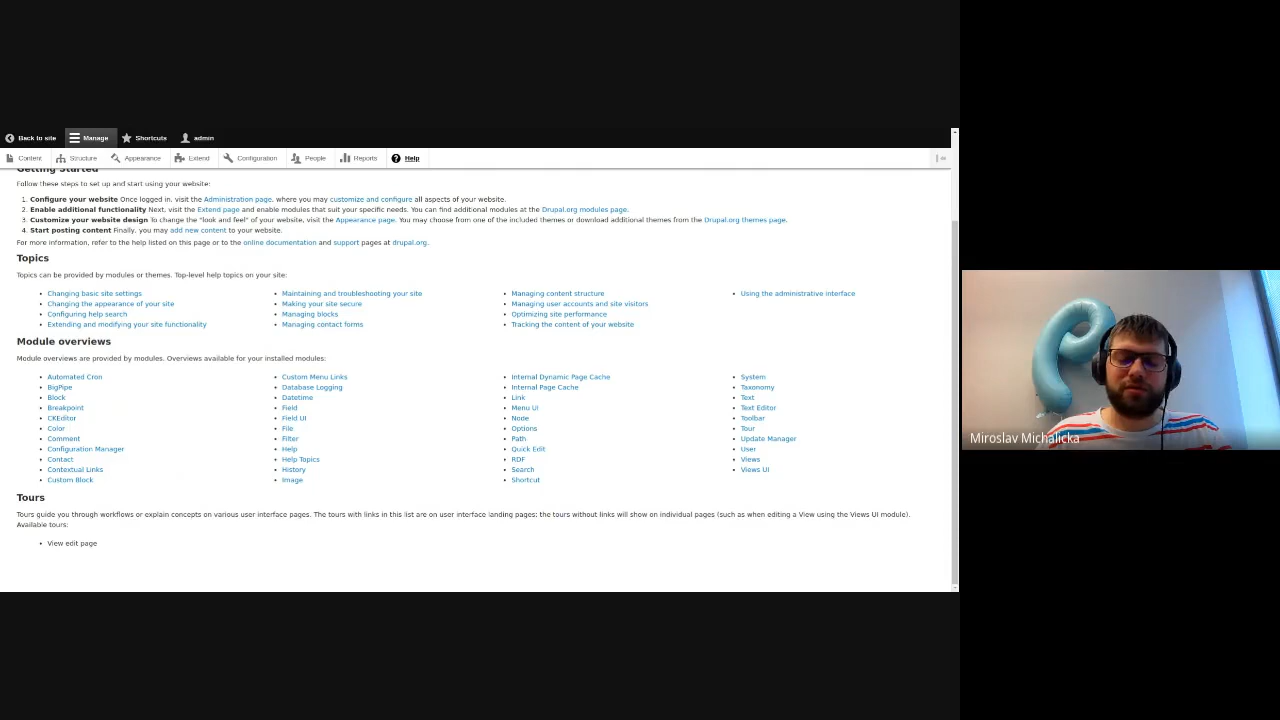 Back to site Manage Shortcuts admin
Content Structure Appearance Extend Configuration People Reports Help
Getting Started
Follow these steps to set up and start using your website:
1. Configure your website Once logged in, visit the Administration page, where you may customize and configure all aspects of your website.
2. Enable additional functionality Next, visit the Extend page and enable modules that suit your specific needs. You can find additional modules at the Drupal.org modules page.
3. Customize your website design To change the "look and feel" of your website, visit the Appearance page. You may choose from one of the included themes or download additional themes from the Drupal.org themes page.
4. Start posting content Finally, you may add new content to your website.
For more information, refer to the help listed on this page or to the online documentation and support pages at drupal.org.
Topics
Topics can be provided by modules or themes. Top-level help topics on your site:
• Changing basic site settings
• Changing the appearance of your site
• Configuring help search
• Extending and modifying your site functionality
• Maintaining and troubleshooting your site
• Making your site secure
• Managing blocks
• Managing contact forms
• Managing content structure
• Managing user accounts and site visitors
• Optimizing site performance
• Tracking the content of your website
• Using the administrative interface
Module overviews
Module overviews are provided by modules. Overviews available for your installed modules:
• Automated Cron
• BigPipe
• Block
• Breakpoint
• CKEditor
• Color
• Comment
• Configuration Manager
• Contact
• Contextual Links
• Custom Block
• Custom Menu Links
• Database Logging
• Datetime
• Field
• Field UI
• File
• Filter
• Help
• Help Topics
• History
• Image
• Internal Dynamic Page Cache
• Internal Page Cache
• Link
• Menu UI
• Node
• Options
• Path
• Quick Edit
• RDF
• Search
• Shortcut
• System
• Taxonomy
• Text
• Text Editor
• Toolbar
• Tour
• Update Manager
• User
• Views
• Views UI
Tours
Tours guide you through workflows or explain concepts on various user interface pages. The tours with links in this list are on user interface landing pages; the tours without links will show on individual pages (such as when editing a View using the Views UI module).
Available tours:
• View edit page
Miroslav Michalicka